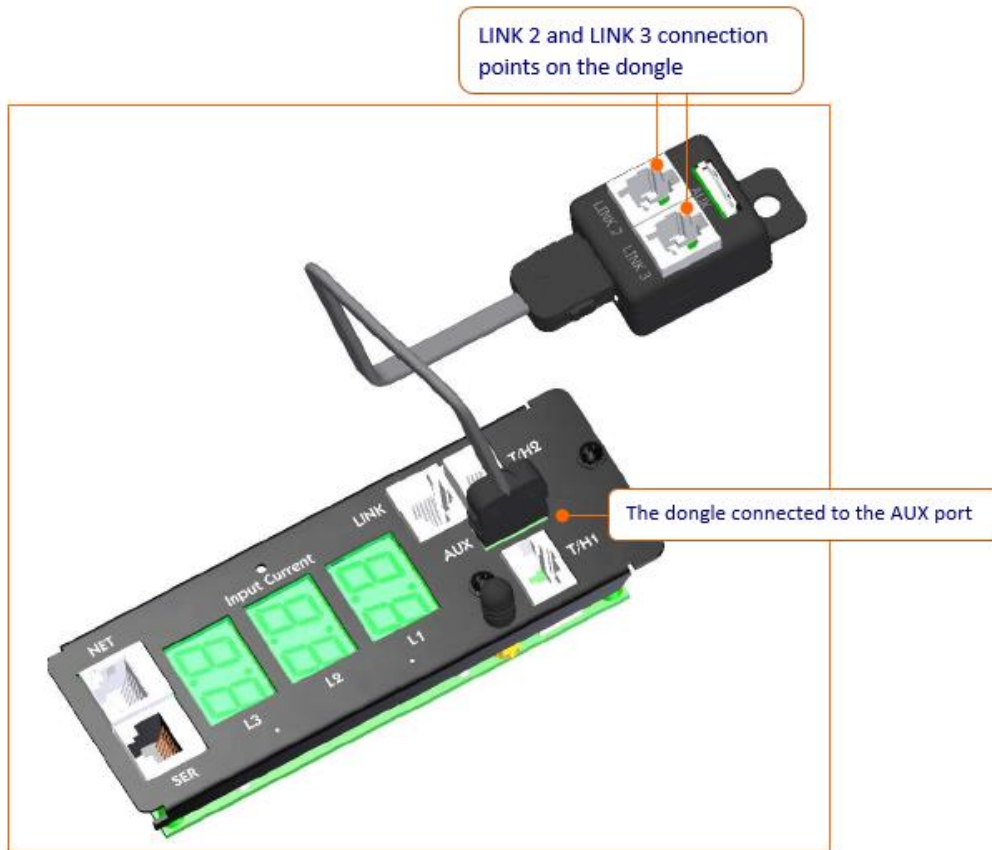 LINK 2 and LINK 3 connection
points on the dongle
AUX
LINK 2
LINK 3
T/H2
LINK
The dongle connected to the AUX port
AUX
T/H1
Input Current
L1
NET
L2
L3
SER